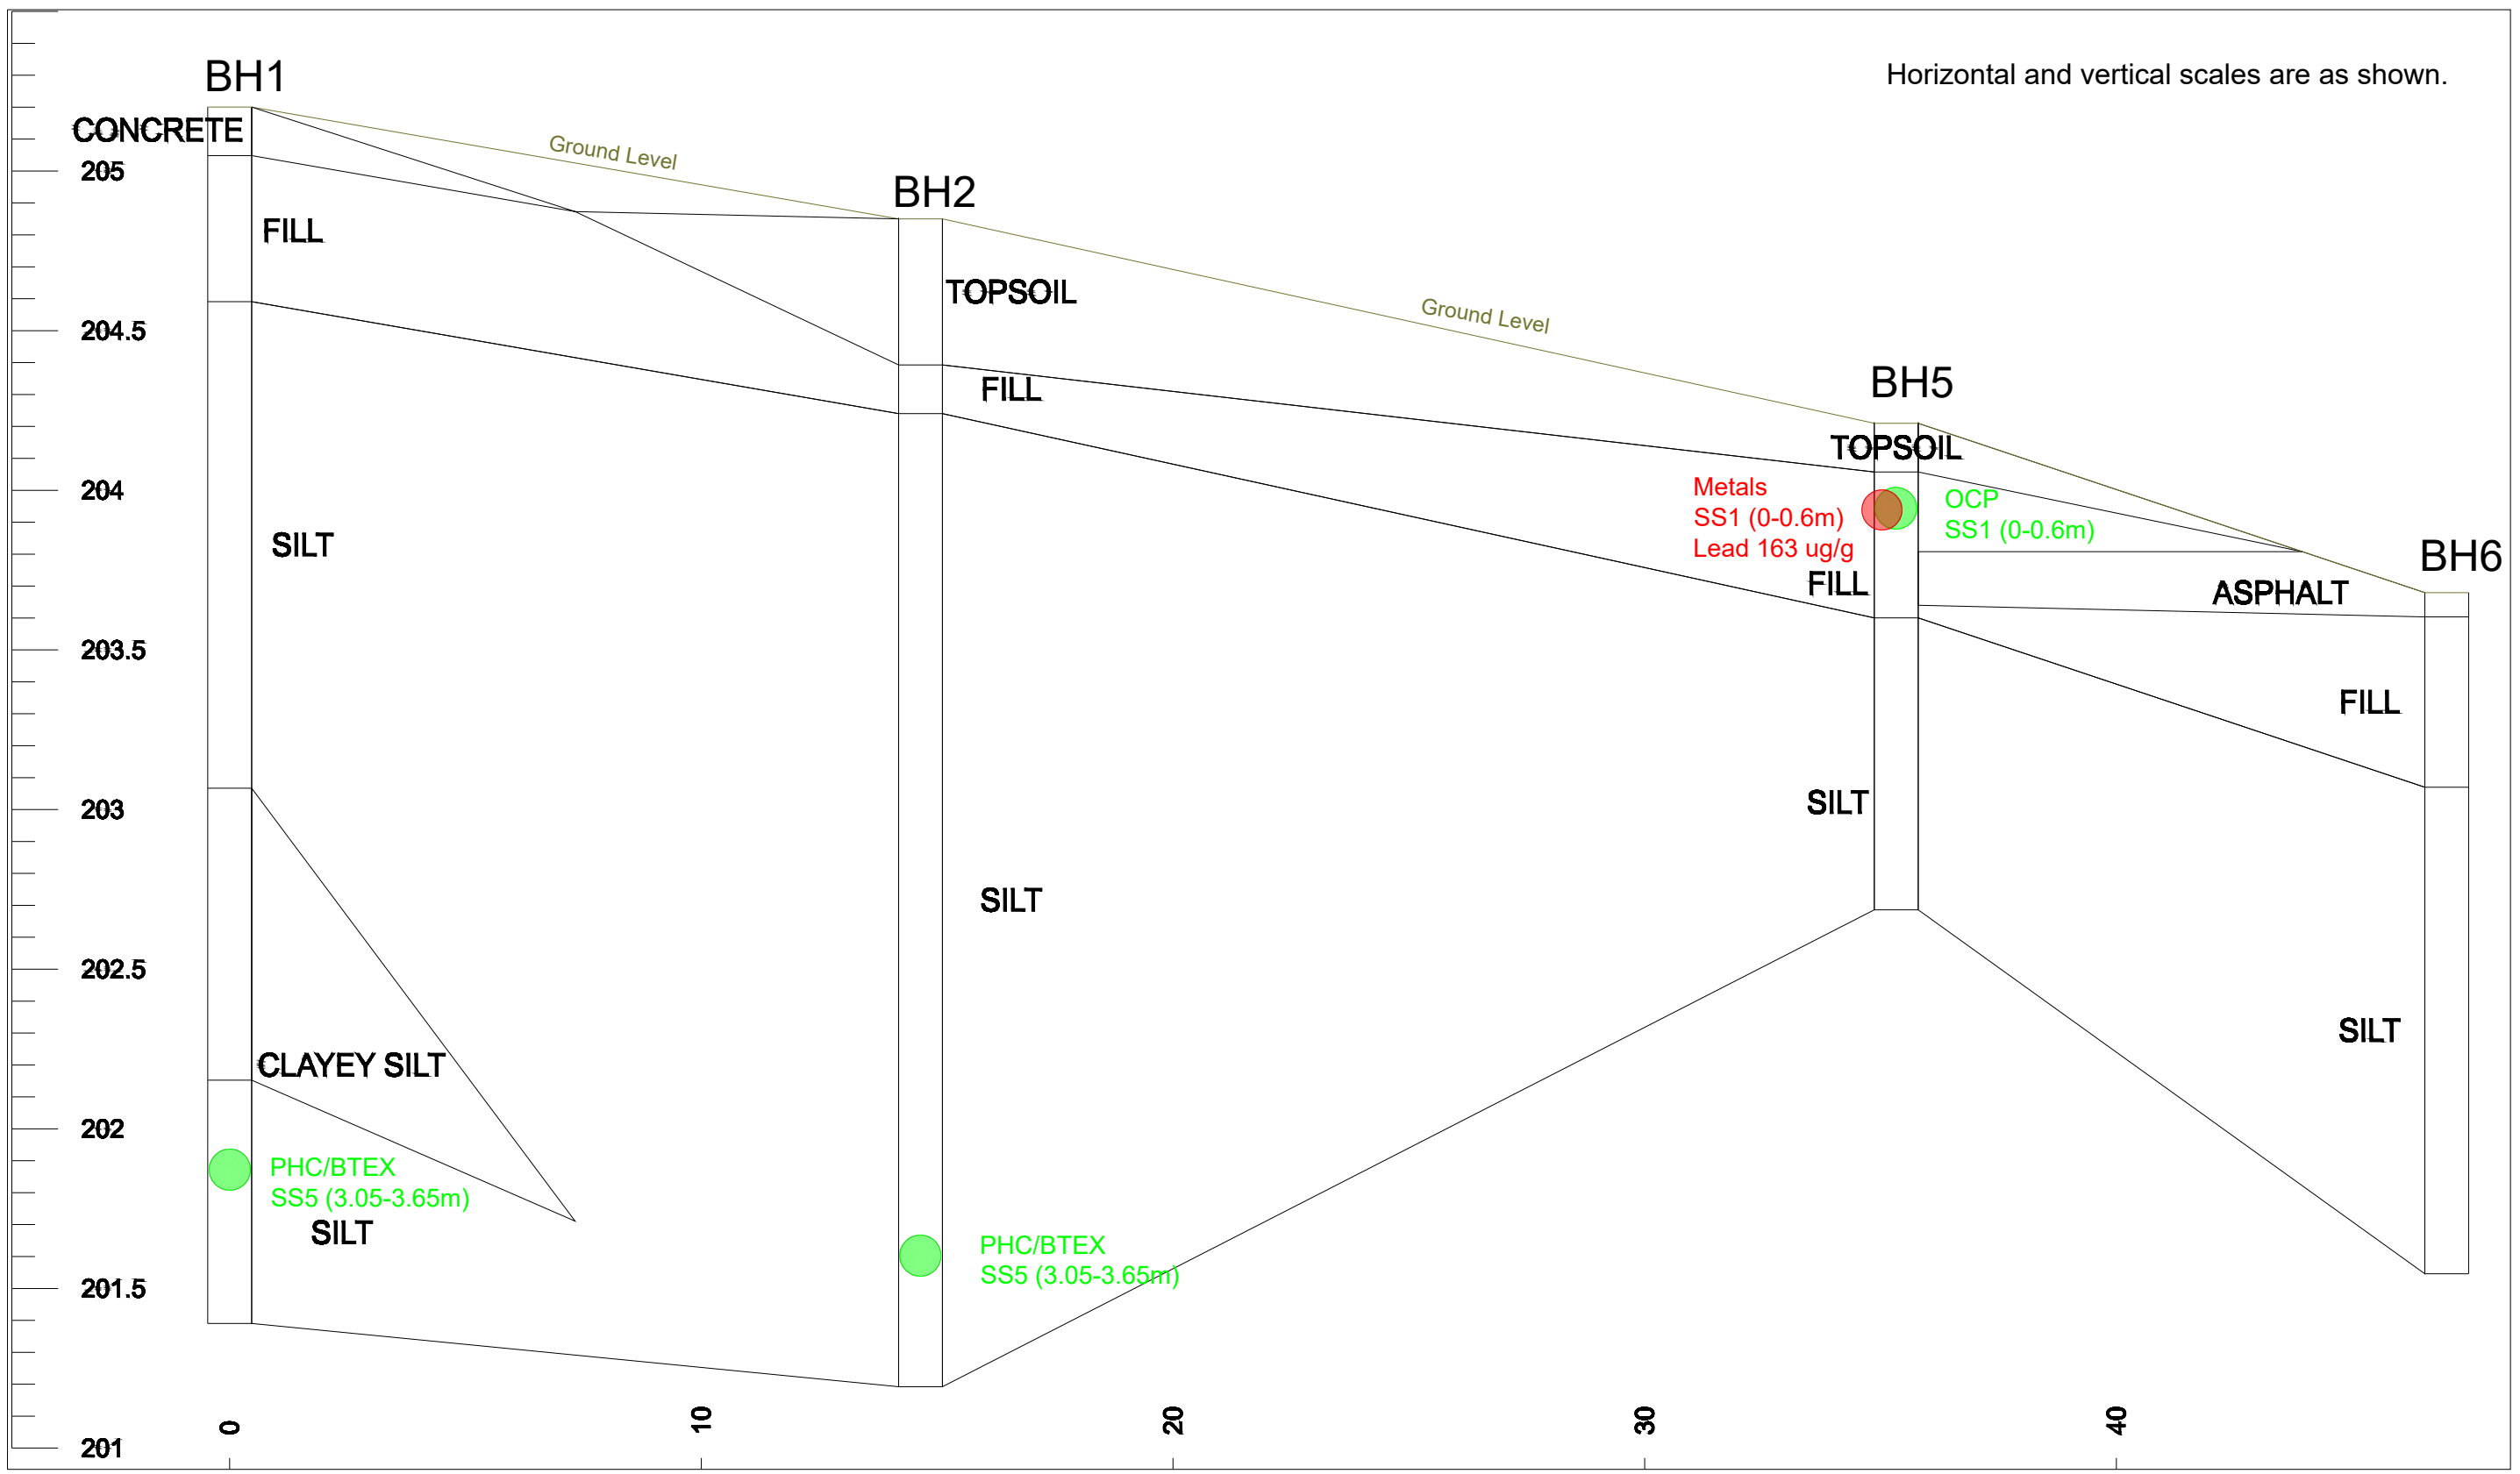 Horizontal and vertical scales are as shown.
BH1
CONCRETE
205
Ground Level
BH2
FILL
TOPSOIL
204.5
Ground Level
FILL
BH5
TOPSOIL
204
Metals
SS1 (0-0.6m)
Lead 163 ug/g
OCP
SS1 (0-0.6m)
SILT
BH6
FILL
ASPHALT
203.5
FILL
203
SILT
SILT
202.5
SILT
CLAYEY SILT
202
PHC/BTEX
SS5 (3.05-3.65m)
SILT
PHC/BTEX
SS5 (3.05-3.65m)
201.5
201
0
10
20
30
40